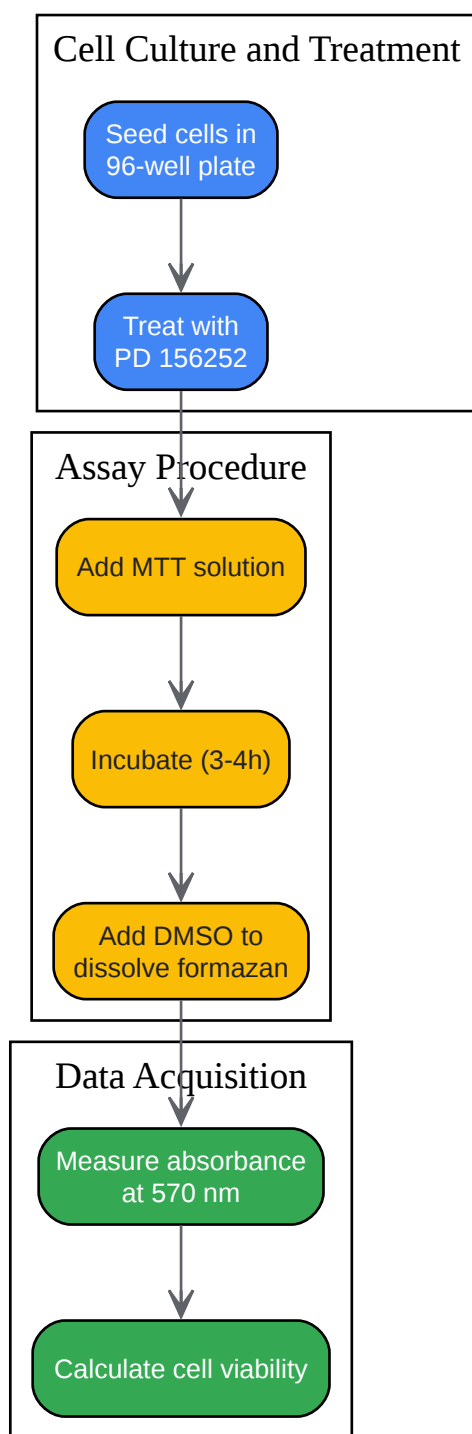 Cell Culture and Treatment
Seed cells in
96-well plate
Treat with
PD 156252
Assay Procedure
Add MTT solution
Incubate (3-4h)
Add DMSO to
dissolve formazan
Data Acquisition
Measure absorbance
at 570 nm
Calculate cell viability